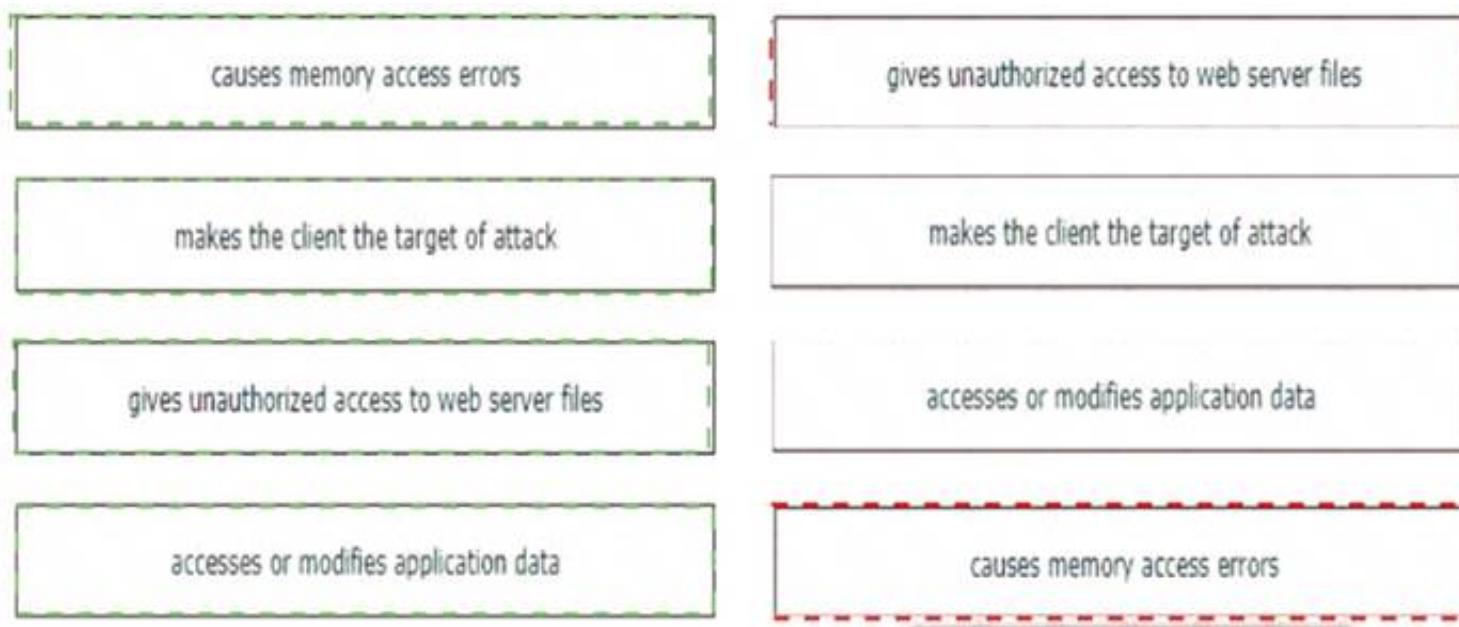 causes memory access errors
gives unauthorized access to web server files
makes the client the target of attack
makes the client the target of attack
gives unauthorized access to web server files
accesses or modifies application data
accesses or modifies application data
causes memory access errors